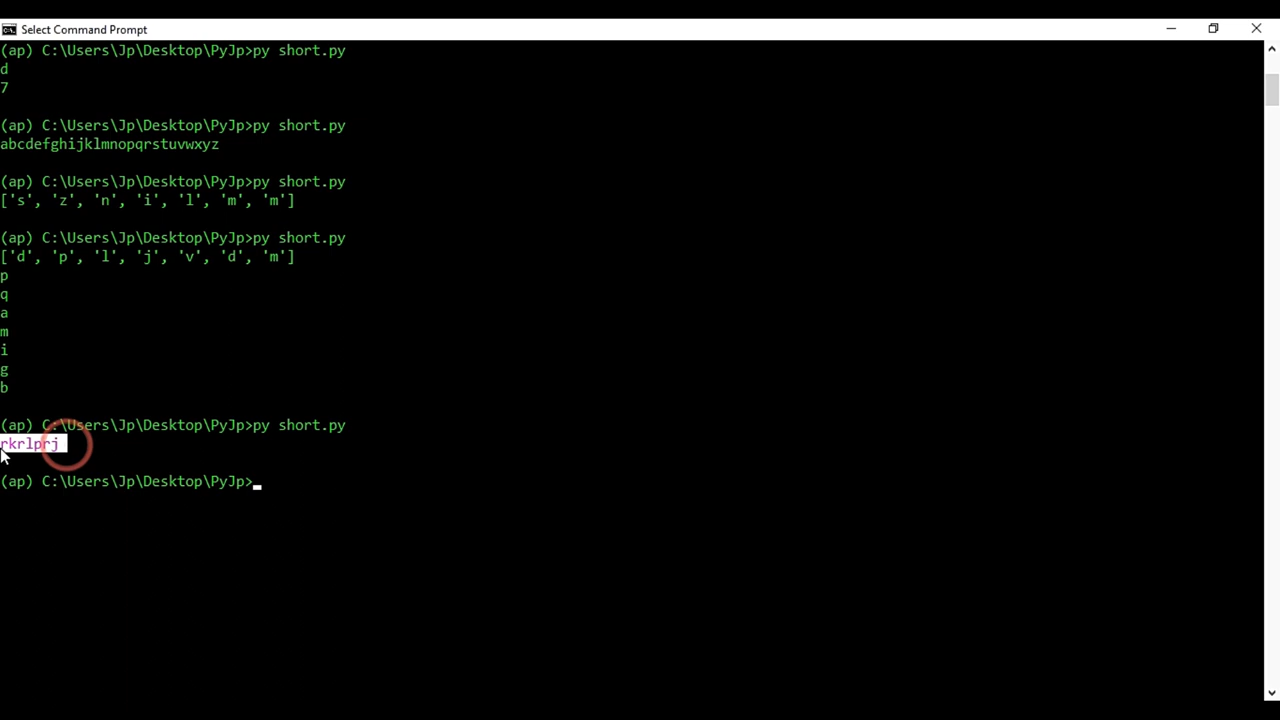 Select Command Prompt
(ap) C:\Users\Jp\Desktop\PyJp>py short.py
d
7
(ap) C:\Users\Jp\Desktop\PyJp>py short.py
abcdefghijklmnopqrstuvwxyz
(ap) C:\Users\Jp\Desktop\PyJp>py short.py
['s', 'z', 'n', 'i', 'l', 'm', 'm']
(ap) C:\Users\Jp\Desktop\PyJp>py short.py
['d', 'p', 'l', 'j', 'v', 'd', 'm']
p
q
a
m
i
g
b
(ap) C:\Users\Jp\Desktop\PyJp>py short.py
rkrlprj
(ap) C:\Users\Jp\Desktop\PyJp>